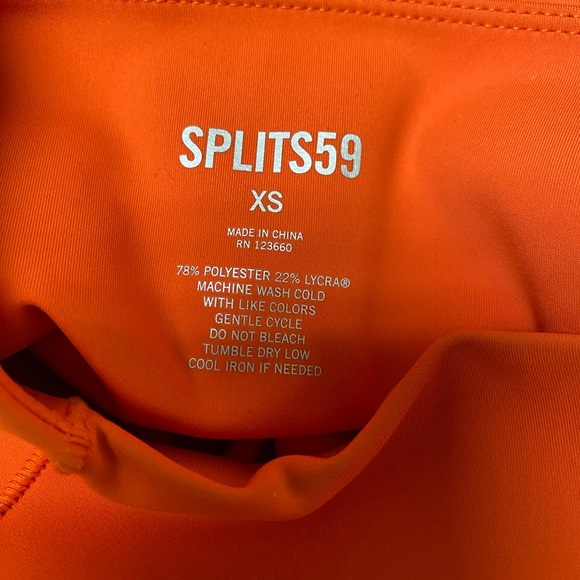 SPLITS59
XS
MADE IN CHINA
RN 123660
78% POLYESTER 22% LYCRA®
MACHINE WASH COLD
WITH LIKE COLORS
GENTLE CYCLE
DO NOT BLEACH
TUMBLE DRY LOW
COOL IRON IF NEEDED